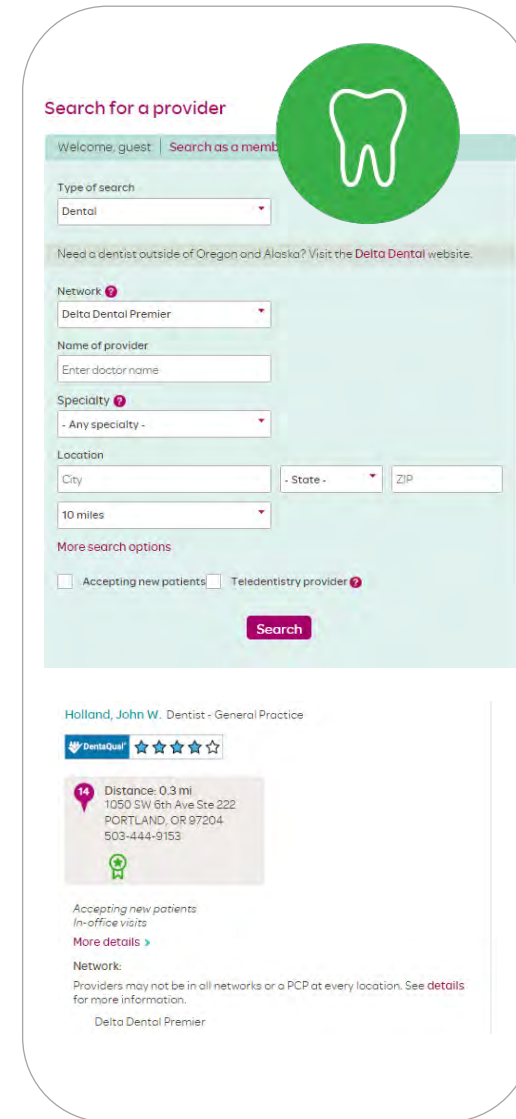 Search for a provider
Welcome, guest | Search as a memb
Type of search
Dental
Need a dentist outside of Oregon and Alaska? Visit the Delta Dental website.
Network ?
Delta Dental Premier
Name of provider
Enter doctor name
Specialty ?
- Any specialty -
Location
City - State - ZIP
10 miles
More search options
Accepting new patients Teledentistry provider ?
Search
Holland, John W. Dentist - General Practice
DentaQual
14 Distance: 0.3 mi
1050 SW 6th Ave Ste 222
PORTLAND, OR 97204
503-444-9153
Accepting new patients
In-office visits
More details >
Network:
Providers may not be in all networks or a PCP at every location. See details
for more information.
Delta Dental Premier